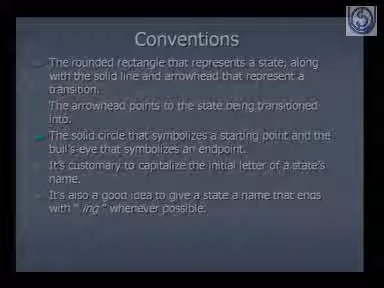 Conventions
The rounded rectangle that represents a state, along
with the solid line and arrowhead that represent a
transition.
The arrowhead points to the state being transitioned
into.
The solid circle that symbolizes a starting point and the
bull's-eye that symbolizes an endpoint.
It's customary to capitalize the initial letter of a state's
name.
It's also a good idea to give a state a name that ends
with " ing " whenever possible.